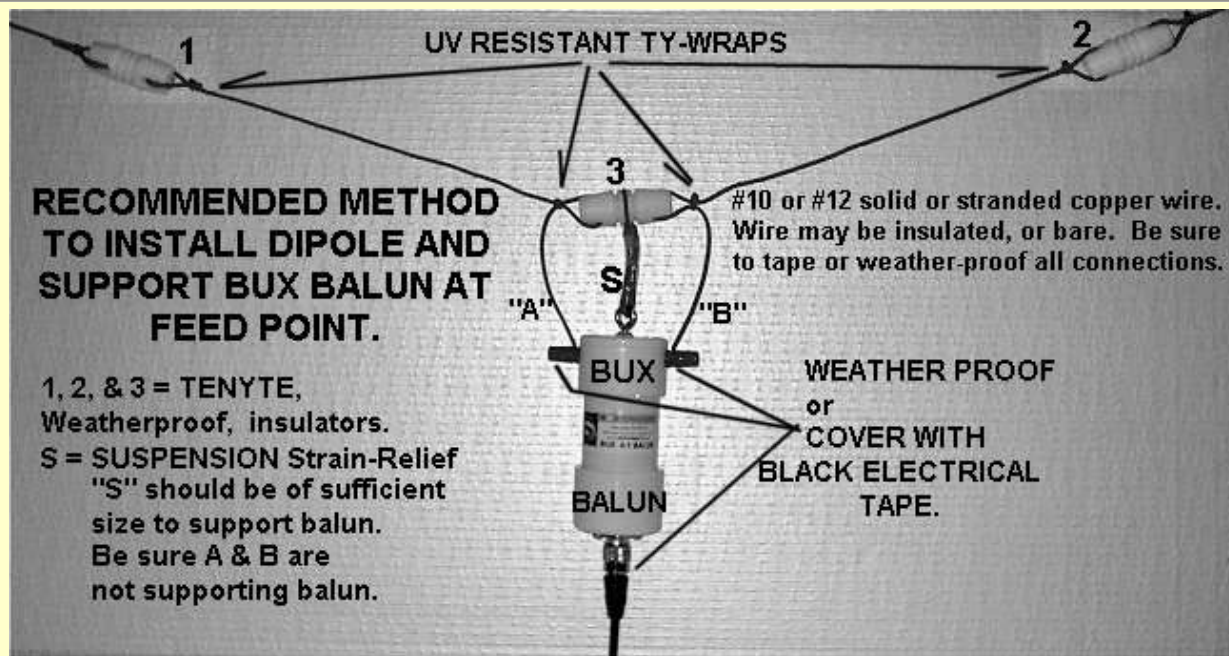 1
UV RESISTANT TY-WRAPS
2
3
RECOMMENDED METHOD
TO INSTALL DIPOLE AND
SUPPORT BUX BALUN AT
FEED POINT.
#10 or #12 solid or stranded copper wire.
Wire may be insulated, or bare. Be sure
to tape or weather-proof all connections.
S
"A"
"B"
1, 2, & 3 = TENYTE,
Weatherproof, insulators.
S = SUSPENSION Strain-Relief
"S" should be of sufficient
size to support balun.
Be sure A & B are
not supporting balun.
BUX
BALUN
WEATHER PROOF
or
COVER WITH
BLACK ELECTRICAL
TAPE.